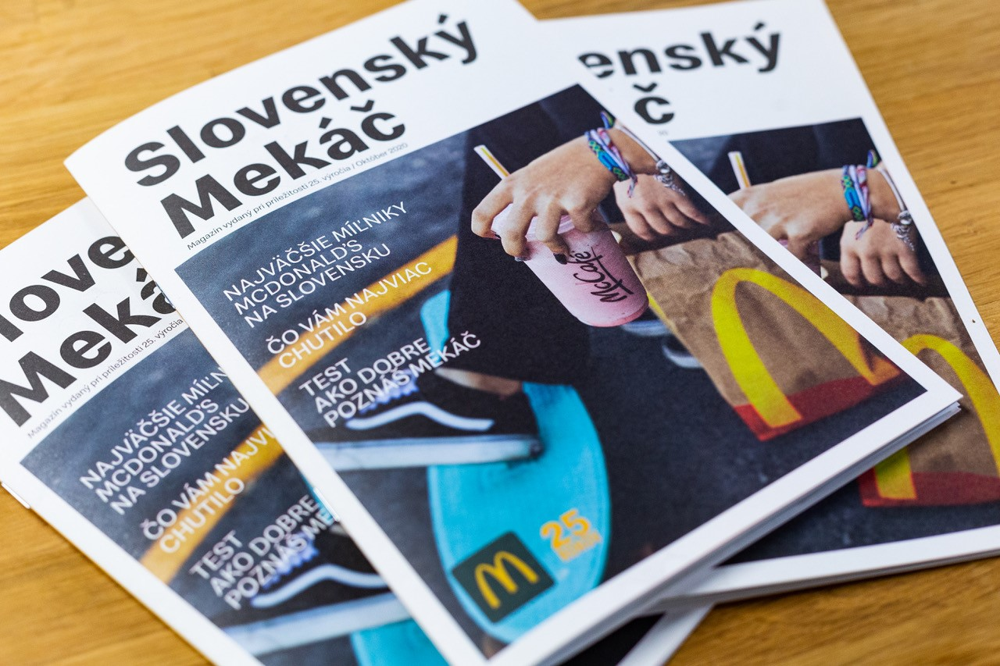 Slovenský
Mekáč
Magazín vydaný pri príležitosti 25. výročia / Október 2020
NAJVÄČŠIE MÍĽNIKY
MCDONALD'S
NA SLOVENSKU
ČO VÁM NAJVIAC
CHUTILO
TEST
AKO DOBRE
POZNÁŠ MEKÁČ
McCafé
25
enský
č
love
Meká
Magazín vydaný pri príležitosti 25. výročia
NAJVÄČŠIE MÍĽN
MCDONALD'S
NA SLOVENSKU
ČO VÁM NAJVI
CHUTILO
TEST
AKO DOBRE
POZNÁŠ ME